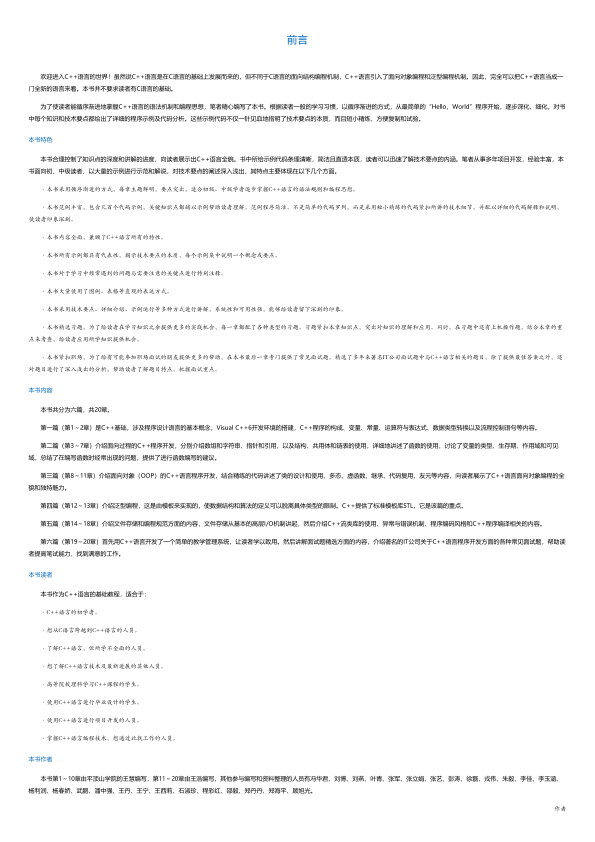 前言
欢迎进入C++语言的世界！虽然说C++语言是在C语言的基础上发展而来的，但不同于C语言的面向结构编程机制，C++语言引入了面向对象编程和泛型编程机制。因此，完全可以把C++语言当成一
门全新的语言来看。本书并不要求读者有C语言的基础。
为了使读者能循序渐进地掌握C++语言的语法机制和编程思想，笔者精心编写了本书。根据读者一般的学习习惯，以循序渐进的方式，从最简单的“Hello，World”程序开始，逐步深化、细化，对书
中每个知识和技术要点都给出了详细的程序示例及代码分析。这些示例代码不仅一针见血地指明了技术要点的本质，而且短小精练，方便复制和试验。
本书特色
本书合理控制了知识点的深度和讲解的进度，向读者展示出C++语言全貌。书中所给示例代码条理清晰，简洁且直透本质，读者可以迅速了解技术要点的内涵。笔者从事多年项目开发，经验丰富，本
书面向初、中级读者，以大量的示例进行示范和解说，对技术要点的阐述深入浅出，其特点主要体现在以下几个方面。
· 本书采用循序渐进的方式，每章主题鲜明，要点突出，适合初级、中级学者逐步掌握C++语言的语法规则和编程思想。
· 本书范例丰富，包含几百个代码示例，关键知识点都辅以示例帮助读者理解。范例程序简洁，不是简单的代码罗列，而是采用短小精练的代码紧扣所讲的技术细节，并配以详细的代码解释和说明，
使读者印象深刻。
· 本书内容全面，兼顾了C++语言所有的特性。
· 本书所有示例都具有代表性，揭示技术要点的本质，每个示例集中说明一个概念或要点。
· 本书对于学习中经常遇到的问题与需要注意的关键点进行特别注释。
· 本书大量使用了图例、表格等直观的表达方式。
· 本书采用技术要点、详细介绍、示例运行等多种方式进行讲解，系统性和可用性强，能够给读者留下深刻的印象。
· 本书精选习题，为了给读者在学习知识之余提供更多的实践机会，每一章都配了各种类型的习题，习题紧扣本章知识点，突出对知识的理解和应用。同时，在习题中还有上机操作题，结合本章的重
点来考查，给读者应用所学知识提供机会。
· 本书紧扣职场，为了给有可能参加职场面试的朋友提供更多的帮助，在本书最后一章专门提供了常见面试题，精选了多年来著名IT公司面试题中与C++语言相关的题目，除了提供最佳答案之外，还
对题目进行了深入浅出的分析，帮助读者了解题目特点，把握面试重点。
本书内容
本书共分为六篇，共20章。
第一篇（第1～2章）是C++基础，涉及程序设计语言的基本概念，Visual C++6开发环境的搭建，C++程序的构成、变量、常量，运算符与表达式、数据类型转换以及流程控制语句等内容。
第二篇（第3～7章）介绍面向过程的C++程序开发，分别介绍数组和字符串、指针和引用，以及结构、共用体和链表的使用，详细地讲述了函数的使用，讨论了变量的类型、生存期、作用域和可见
域，总结了在编写函数时经常出现的问题，提供了进行函数编写的建议。
第三篇（第8～11章）介绍面向对象（OOP）的C++语言程序开发，结合精练的代码讲述了类的设计和使用、多态、虚函数、继承、代码复用、友元等内容，向读者展示了C++语言面向对象编程的全
貌和独特魅力。
第四篇（第12～13章）介绍泛型编程，这是由模板来实现的，使数据结构和算法的定义可以脱离具体类型的限制。C++提供了标准模板库STL，它是该篇的重点。
第五篇（第14～18章）介绍文件存储和编程规范方面的内容，文件存储从基本的高层I/O机制讲起，然后介绍C++流类库的使用、异常与错误机制、程序编码风格和C++程序编译相关的内容。
第六篇（第19～20章）首先用C++语言开发了一个简单的教学管理系统，让读者学以致用。然后讲解面试题精选方面的内容，介绍著名的IT公司关于C++语言程序开发方面的各种常见面试题，帮助读
者提高笔试能力，找到满意的工作。
本书读者
本书作为C++语言的基础教程，适合于：
· C++语言的初学者。
· 想从C语言跨越到C++语言的人员。
· 了解C++语言，但所学不全面的人员。
· 想了解C++语言技术及最新进展的其他人员。
· 高等院校理科学习C++课程的学生。
· 使用C++语言进行毕业设计的学生。
· 使用C++语言进行项目开发的人员。
· 掌握C++语言编程技术，想通过此找工作的人员。
本书作者
本书第1～10章由平顶山学院的王慧编写，第11～20章由王浩编写，其他参与编写和资料整理的人员有冯华君、刘博、刘燕、叶青、张军、张立娟、张艺、彭涛、徐磊、戎伟、朱毅、李佳、李玉涵、
杨利润、杨春娇、武鹏、潘中强、王丹、王宁、王西莉、石淑珍、程彩红、邵毅、郑丹丹、郑海平、顾旭光。
作者